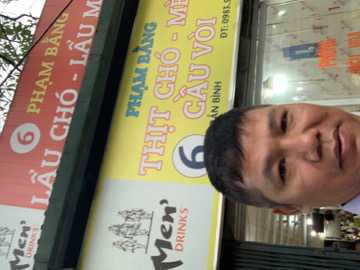 6 PHẠM BẰNG
LẨU CHÓ - LẨU
Men'
DRINKS
PHẠM BẰNG
THỊT CHÓ - MÈ
CẦU VÒI
6
ÂN BÌNH
ĐT: 0983.
Men'
DRINKS